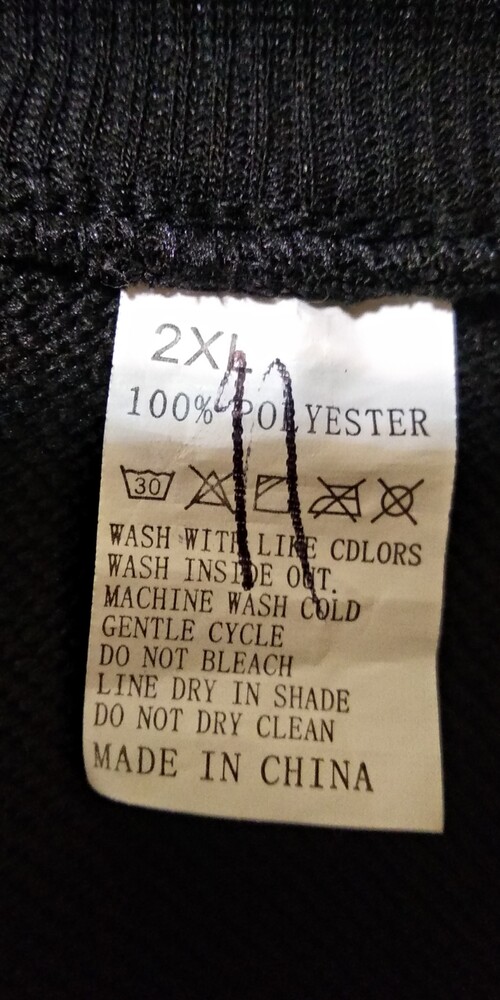 2XL
100% POLYESTER
30
WASH WITH LIKE CDLORS
WASH INSIDE OUT.
MACHINE WASH COLD
GENTLE CYCLE
DO NOT BLEACH
LINE DRY IN SHADE
DO NOT DRY CLEAN
MADE IN CHINA